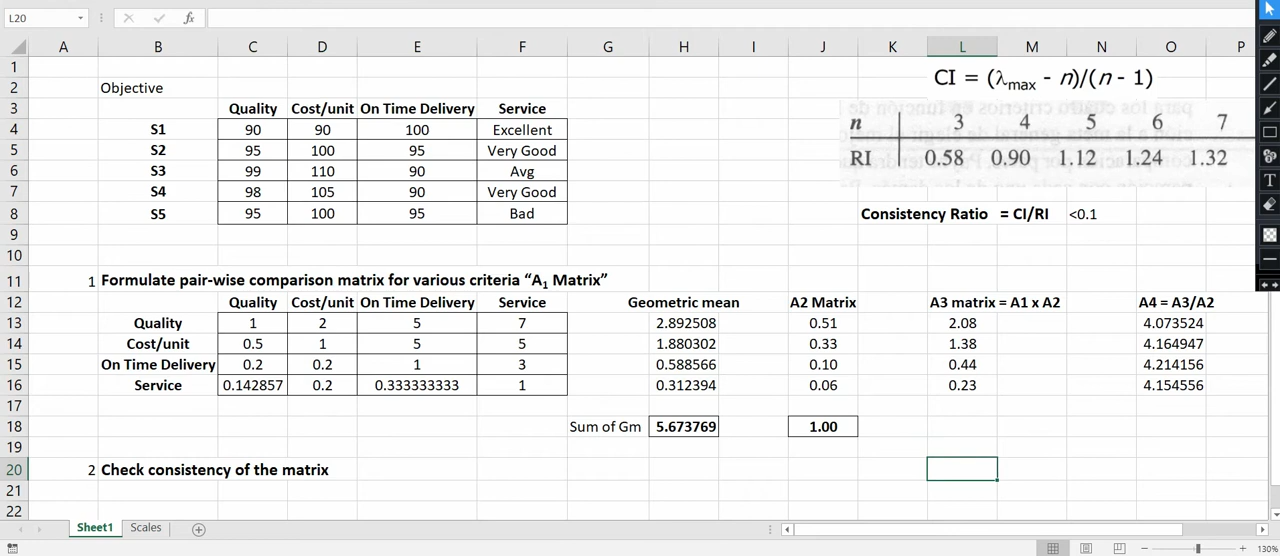 L20 fx
A B C D E F G H I J K L M N O P
1
2 Objective CI = (λmax - n)/(n - 1)
3 Quality Cost/unit On Time Delivery Service
4 S1 90 90 100 Excellent n 3 4 5 6 7
5 S2 95 100 95 Very Good RI 0.58 0.90 1.12 1.24 1.32
6 S3 99 110 90 Avg
7 S4 98 105 90 Very Good
8 S5 95 100 95 Bad Consistency Ratio = CI/RI <0.1
9
10
11 1 Formulate pair-wise comparison matrix for various criteria “A1 Matrix”
12 Quality Cost/unit On Time Delivery Service Geometric mean A2 Matrix A3 matrix = A1 x A2 A4 = A3/A2
13 Quality 1 2 5 7 2.892508 0.51 2.08 4.073524
14 Cost/unit 0.5 1 5 5 1.880302 0.33 1.38 4.164947
15 On Time Delivery 0.2 0.2 1 3 0.588566 0.10 0.44 4.214156
16 Service 0.142857 0.2 0.333333333 1 0.312394 0.06 0.23 4.154556
17
18 Sum of Gm 5.673769 1.00
19
20 2 Check consistency of the matrix
21
22
Sheet1 Scales
130%